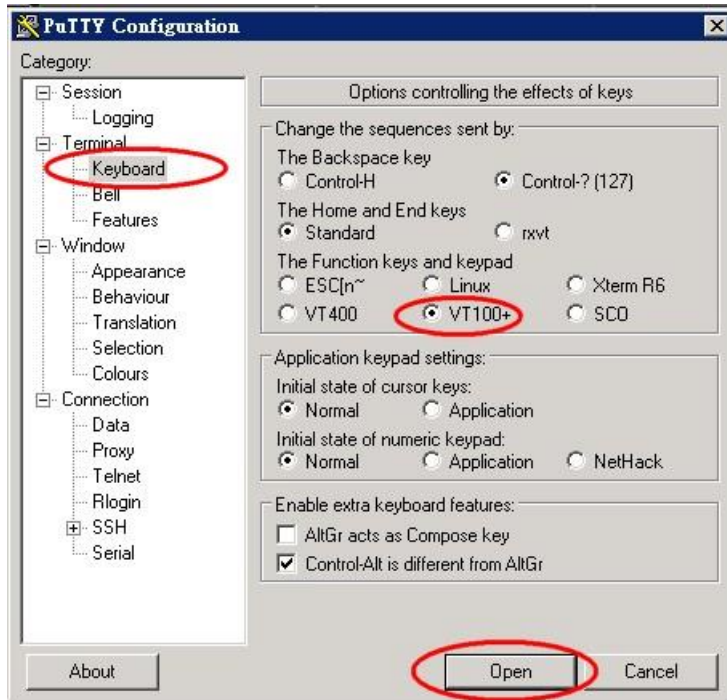 PuTTY Configuration
Category:
Session
Logging
Terminal
Keyboard
Bell
Features
Window
Appearance
Behaviour
Translation
Selection
Colours
Connection
Data
Proxy
Telnet
Rlogin
SSH
Serial
Options controlling the effects of keys
Change the sequences sent by:
The Backspace key
Control-H Control-? (127)
The Home and End keys
Standard rxvt
The Function keys and keypad
ESC[n~ Linux Xterm R6
VT400 VT100+ SCO
Application keypad settings:
Initial state of cursor keys:
Normal Application
Initial state of numeric keypad:
Normal Application NetHack
Enable extra keyboard features:
AltGr acts as Compose key
Control-Alt is different from AltGr
About Open Cancel